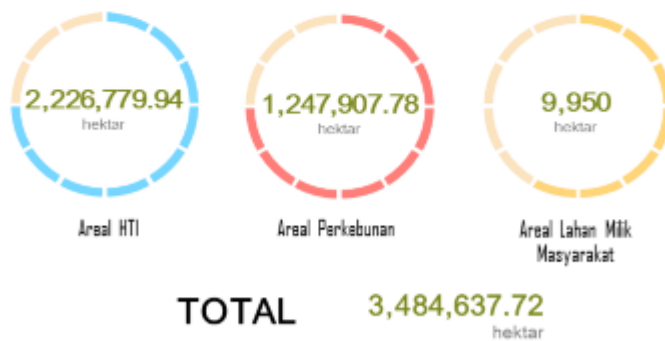 2,226,779.94
hektar
Areal HTI
1,247,907.78
hektar
Areal Perkebunan
9,950
hektar
Areal Lahan Milik
Masyarakat
TOTAL 3,484,637.72
hektar